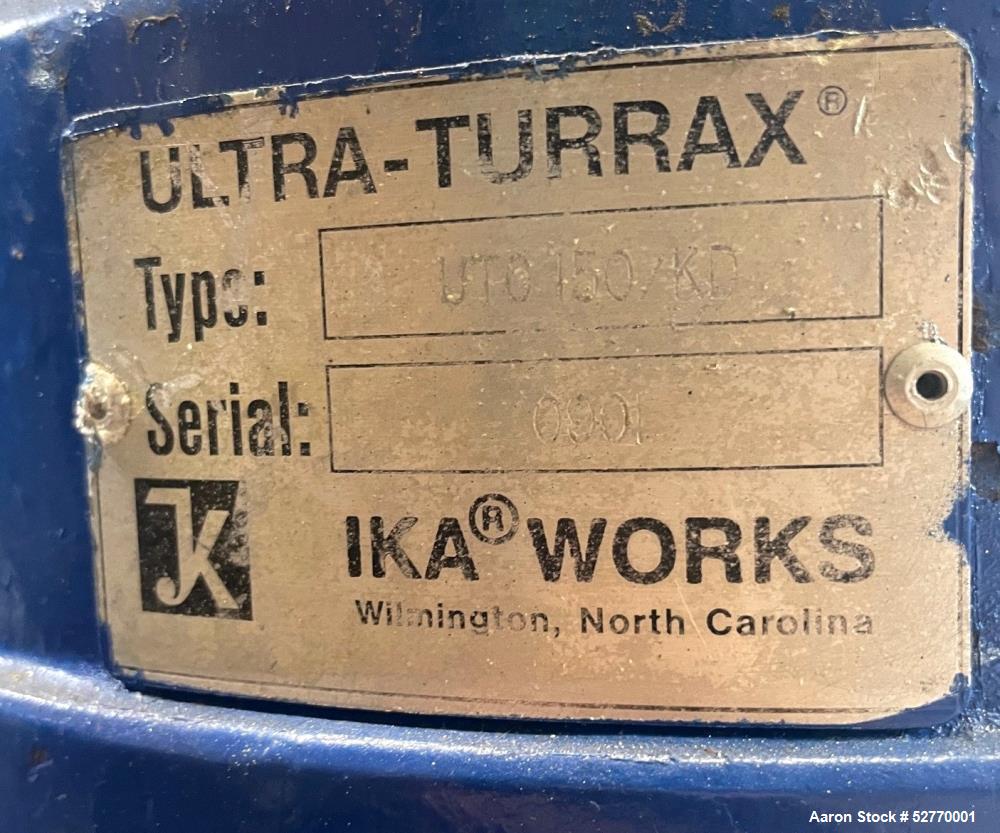 ULTRA-TURRAX®
Type: UTC 150/KD
Serial: 0901
IKA® WORKS
Wilmington, North Carolina
Aaron Stock # 52770001